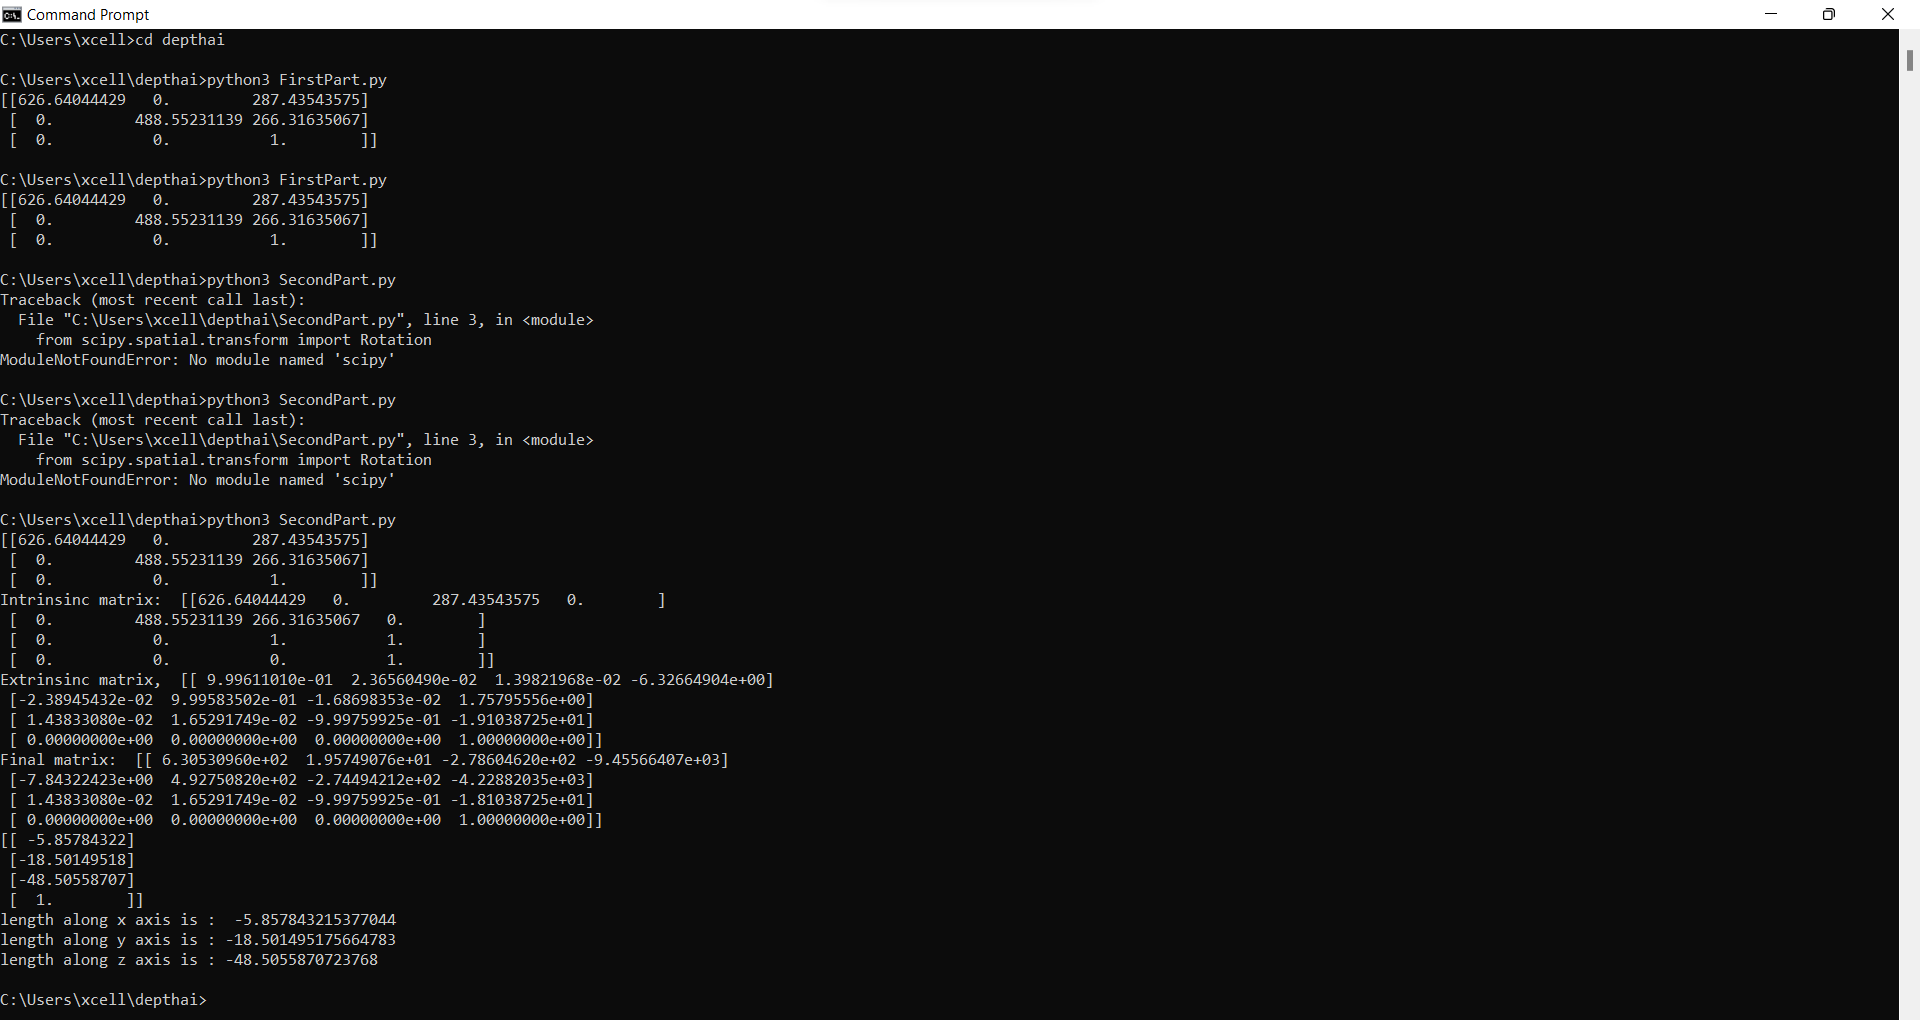 Command Prompt
C:\Users\xcell>cd depthai
C:\Users\xcell\depthai>python3 FirstPart.py
[[626.64044429   0.         287.43543575]
 [  0.         488.55231139 266.31635067]
 [  0.           0.           1.        ]]
C:\Users\xcell\depthai>python3 FirstPart.py
[[626.64044429   0.         287.43543575]
 [  0.         488.55231139 266.31635067]
 [  0.           0.           1.        ]]
C:\Users\xcell\depthai>python3 SecondPart.py
Traceback (most recent call last):
  File "C:\Users\xcell\depthai\SecondPart.py", line 3, in <module>
    from scipy.spatial.transform import Rotation
ModuleNotFoundError: No module named 'scipy'
C:\Users\xcell\depthai>python3 SecondPart.py
Traceback (most recent call last):
  File "C:\Users\xcell\depthai\SecondPart.py", line 3, in <module>
    from scipy.spatial.transform import Rotation
ModuleNotFoundError: No module named 'scipy'
C:\Users\xcell\depthai>python3 SecondPart.py
[[626.64044429   0.         287.43543575]
 [  0.         488.55231139 266.31635067]
 [  0.           0.           1.        ]]
Intrinsinc matrix:  [[626.64044429   0.         287.43543575   0.        ]
 [  0.         488.55231139 266.31635067   0.        ]
 [  0.           0.           1.           1.        ]
 [  0.           0.           0.           1.        ]]
Extrinsinc matrix,  [[ 9.99611010e-01  2.36560490e-02  1.39821968e-02 -6.32664904e+00]
 [-2.38945432e-02  9.99583502e-01 -1.68698353e-02  1.75795556e+00]
 [ 1.43833080e-02  1.65291749e-02 -9.99759925e-01 -1.91038725e+01]
 [ 0.00000000e+00  0.00000000e+00  0.00000000e+00  1.00000000e+00]]
Final matrix:  [[ 6.30530960e+02  1.95749076e+01 -2.78604620e+02 -9.45566407e+03]
 [-7.84322423e+00  4.92750820e+02 -2.74494212e+02 -4.22882035e+03]
 [ 1.43833080e-02  1.65291749e-02 -9.99759925e-01 -1.81038725e+01]
 [ 0.00000000e+00  0.00000000e+00  0.00000000e+00  1.00000000e+00]]
[[ -5.85784322]
 [-18.50149518]
 [-48.50558707]
 [  1.        ]]
length along x axis is :  -5.857843215377044
length along y axis is : -18.501495175664783
length along z axis is : -48.5055870723768
C:\Users\xcell\depthai>